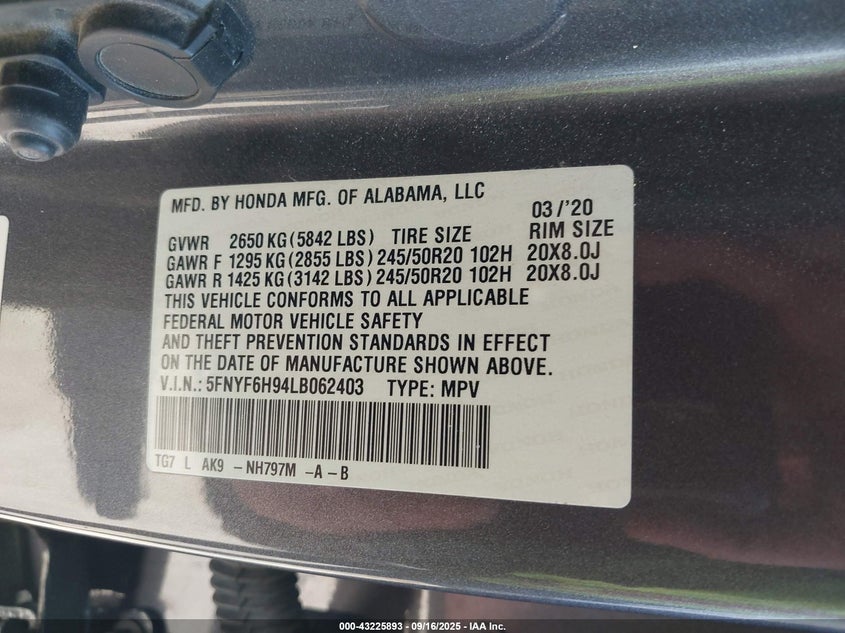 MFD. BY HONDA MFG. OF ALABAMA, LLC
03/'20
GVWR 2650 KG(5842 LBS) TIRE SIZE RIM SIZE
GAWR F 1295 KG(2855 LBS)245/50R20 102H 20X8.0J
GAWR R 1425 KG(3142 LBS)245/50R20 102H 20X8.0J
THIS VEHICLE CONFORMS TO ALL APPLICABLE
FEDERAL MOTOR VEHICLE SAFETY
AND THEFT PREVENTION STANDARDS IN EFFECT
ON THE DATE OF MANUFACTURE SHOWN ABOVE.
V.I.N.: 5FNYF6H94LB062403 TYPE: MPV
TG7 L AK9 -NH797M -A-B
000-43225893 - 09/16/2025 - IAA Inc.